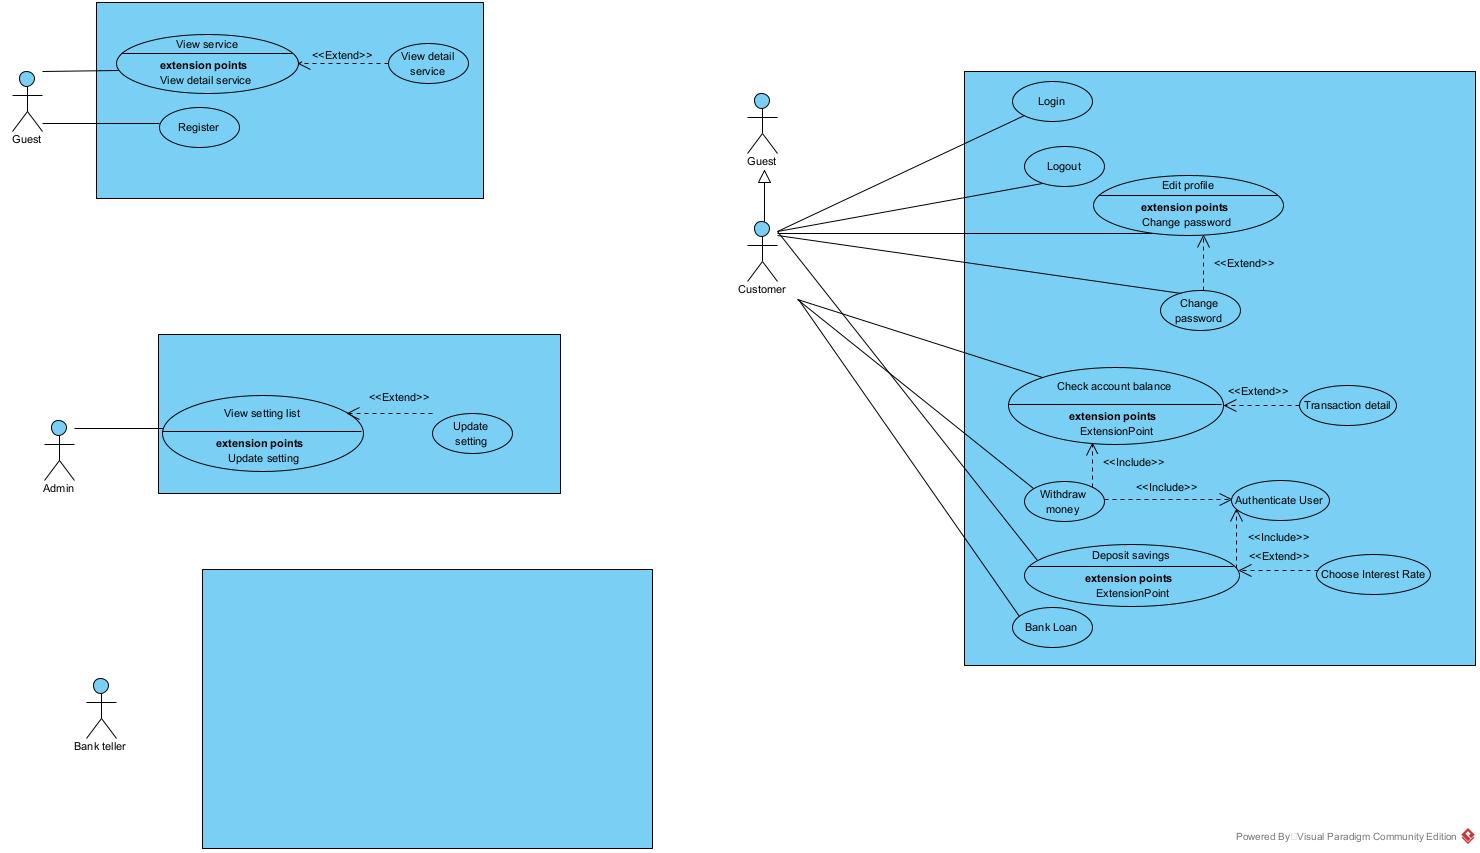 View service
extension points
View detail service
<<Extend>>
View detail
service
Register
Guest
View setting list
extension points
Update setting
<<Extend>>
Update
setting
Admin
Bank teller
Guest
Customer
Login
Logout
Edit profile
extension points
Change password
<<Extend>>
Change
password
Check account balance
extension points
ExtensionPoint
<<Extend>>
Transaction detail
<<Include>>
Withdraw
money
<<Include>>
Authenticate User
<<Include>>
<<Extend>>
Deposit savings
extension points
ExtensionPoint
Choose Interest Rate
Bank Loan
Powered By Visual Paradigm Community Edition